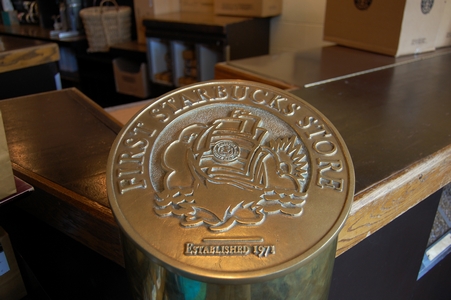 FIRST STARBUCKS STORE
ESTABLISHED 1971